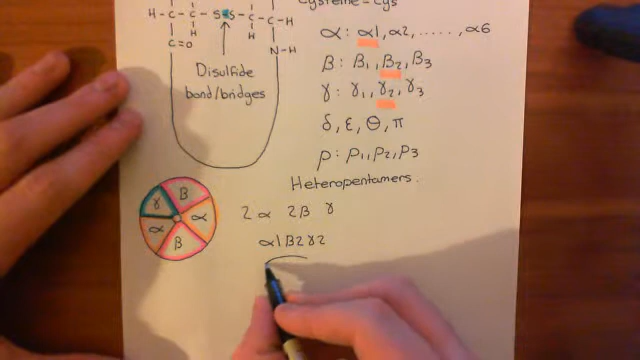 Cysteine-Cys
H-C-C-S-S-C-C-H
H
H
C=O
N-H
Disulfide
bond/bridges
α: α1, α2, ......, α6
β: β1, β2, β3
γ: γ1, γ2, γ3
δ, ε, θ, π
ρ: ρ1, ρ2, ρ3
Heteropentamers.
γ β
α α
β
2α 2β γ
α1β2γ2